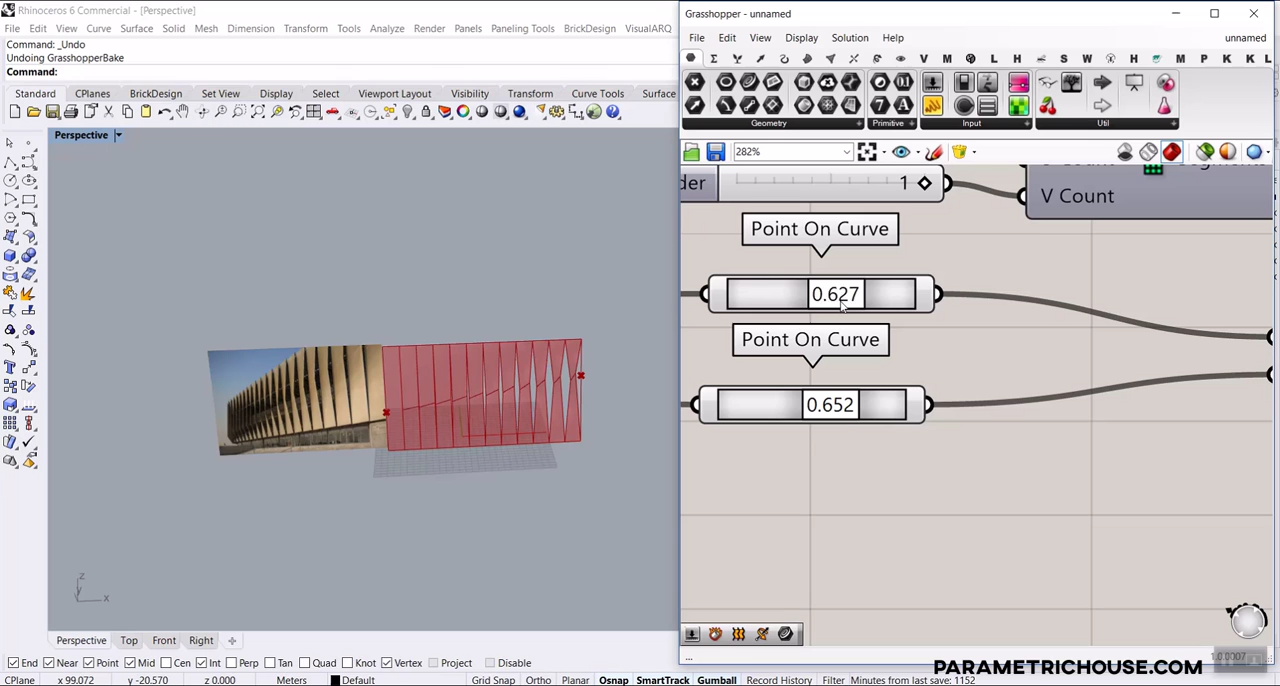 Rhinoceros 6 Commercial - [Perspective]
File Edit View Curve Surface Solid Mesh Dimension Transform Tools Analyze Render Panels Paneling Tools BrickDesign VisualARQ
Command: _Undo
Undoing GrasshopperBake
Command:
Standard CPlanes BrickDesign Set View Display Select Viewport Layout Visibility Transform Curve Tools Surface
Perspective
z
y
x
Perspective Top Front Right
End Near Point Mid Cen Int Perp Tan Quad Knot Vertex Project Disable
CPlane x 99.072 y -20.570 z 0.000 Meters Default Grid Snap Ortho Planar Osnap SmartTrack Gumball Record History Filter Minutes from last save: 1152
Grasshopper - unnamed
File Edit View Display Solution Help unnamed
V M S W H M P K K L
Geometry Primitive Input Util
282%
der 1
V Count
Point On Curve
0.627
Point On Curve
0.652
...
1.0.0007
PARAMETRICHOUSE.COM